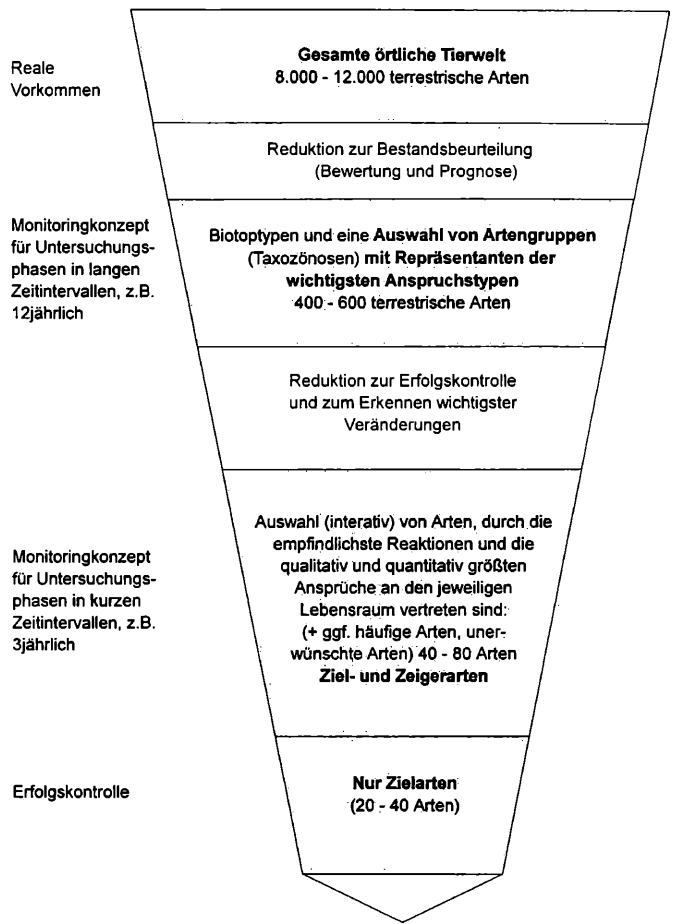 Reale
Vorkommen
Gesamte örtliche Tierwelt
8.000 - 12.000 terrestrische Arten
Reduktion zur Bestandsbeurteilung
(Bewertung und Prognose)
Monitoringkonzept
für Untersuchungs-
phasen in langen
Zeitintervallen, z.B.
12jährlich
Biotoptypen und eine Auswahl von Artengruppen
(Taxozönosen) mit Repräsentanten der
wichtigsten Anspruchstypen
400 - 600 terrestrische Arten
Reduktion zur Erfolgskontrolle
und zum Erkennen wichtigster
Veränderungen
Monitoringkonzept
für Untersuchungs-
phasen in kurzen
Zeitintervallen, z.B.
3jährlich
Auswahl (interativ) von Arten, durch die
empfindlichste Reaktionen und die
qualitativ und quantitativ größten
Ansprüche an den jeweiligen
Lebensraum vertreten sind:
(+ ggf. häufige Arten, uner-
wünschte Arten) 40 - 80 Arten
Ziel- und Zeigerarten
Erfolgskontrolle
Nur Zielarten
(20 - 40 Arten)